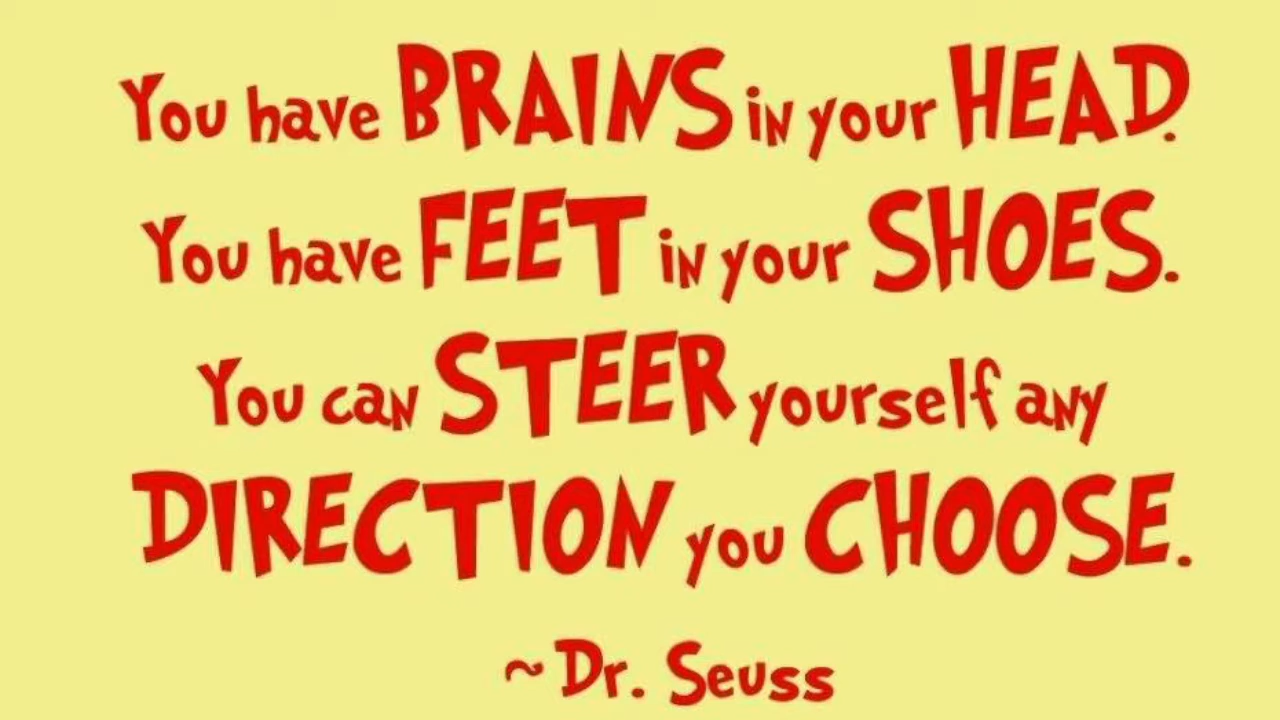 You have BRAINS in your HEAD.
You have FEET in your SHOES.
You can STEER yourself any
DIRECTION you CHOOSE.
~ Dr. Seuss